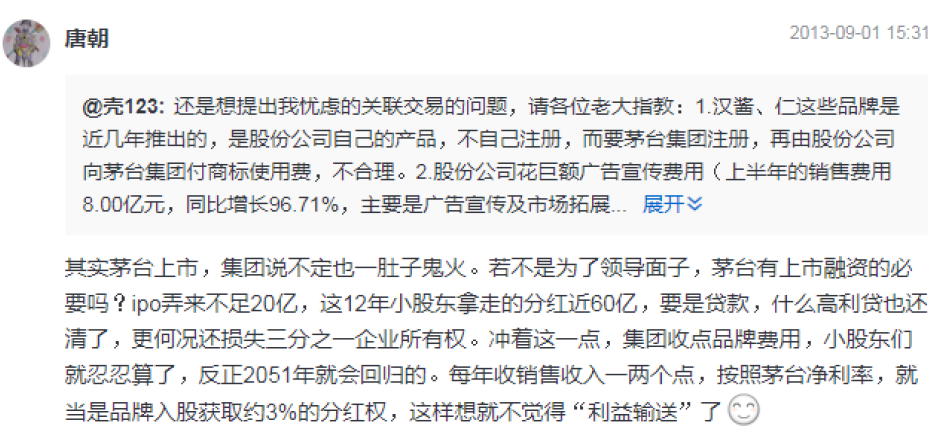 唐朝
2013-09-01 15:31
@壳123: 还是想提出我忧虑的关联交易的问题，请各位老大指教：1.汉酱、仁这些品牌是
近几年推出的，是股份公司自己的产品，不自己注册，而要茅台集团注册，再由股份公司
向茅台集团付商标使用费，不合理。2.股份公司花巨额广告宣传费用（上半年的销售费用
8.00亿元，同比增长96.71%，主要是广告宣传及市场拓展... 展开
其实茅台上市，集团说不定也一肚子鬼火。若不是为了领导面子，茅台有上市融资的必
要吗？ipo弄来不足20亿，这12年小股东拿走的分红近60亿，要是贷款，什么高利贷也还
清了，更何况还损失三分之一企业所有权。冲着这一点，集团收点品牌费用，小股东们
就忍忍算了，反正2051年就会回归的。每年收销售收入一两个点，按照茅台净利率，就
当是品牌入股获取约3%的分红权，这样想就不觉得“利益输送”了